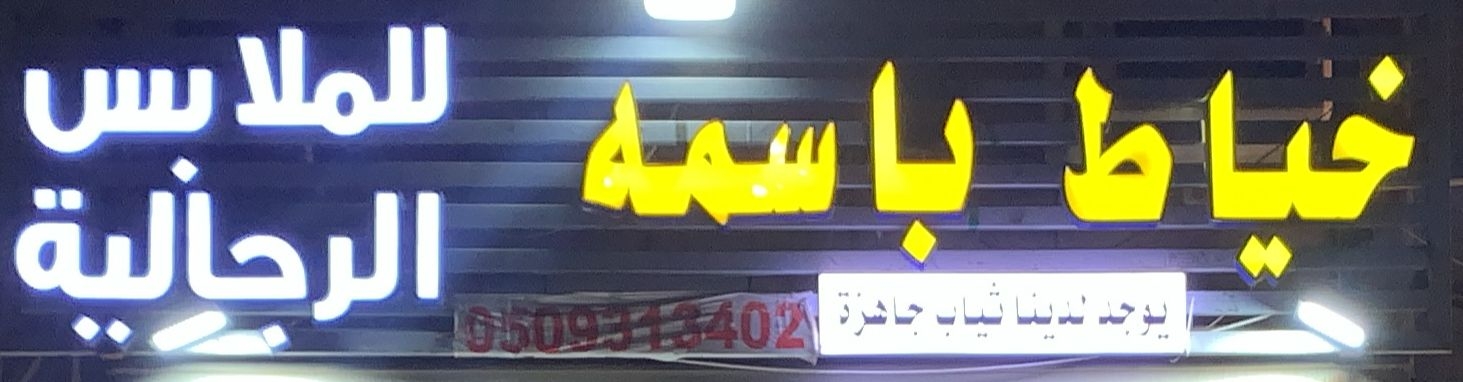 خياط باسمه
للملابس
الرجالية
يوجد لدينا ثياب جاهزة
0509313402